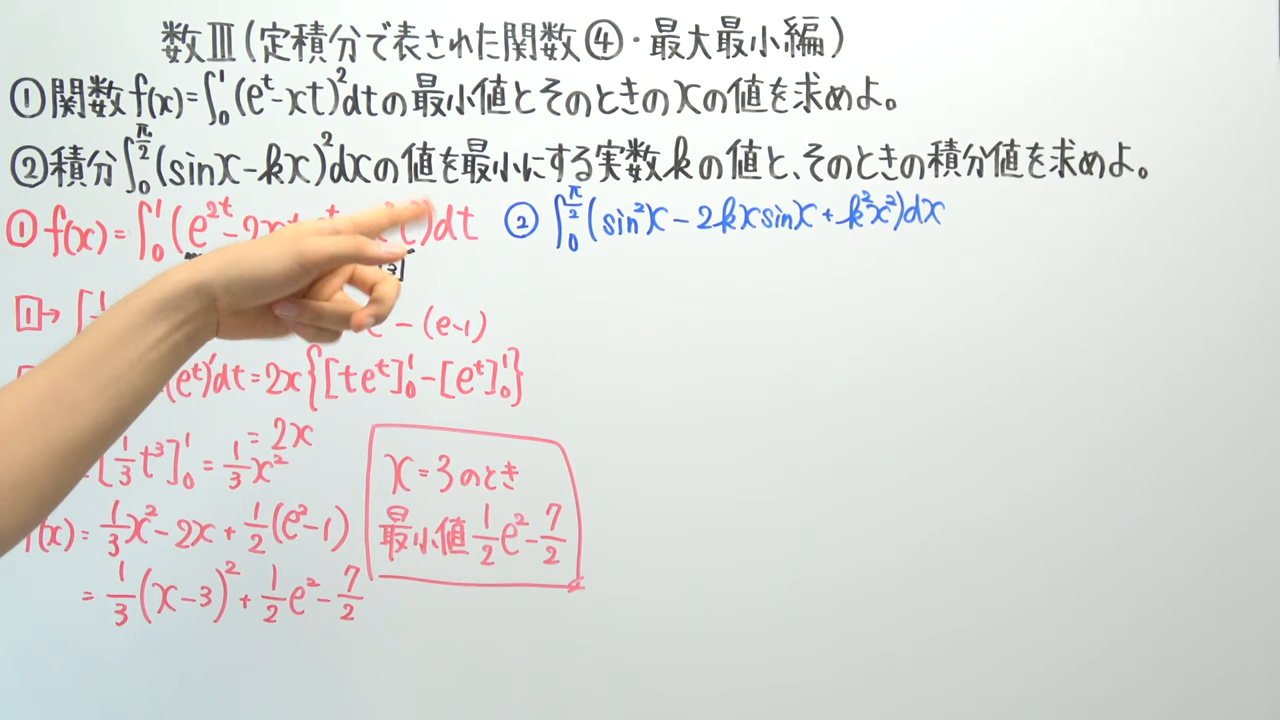 数Ⅲ(定積分で表された関数④・最大最小編)
①関数f(x)=∫₀¹(eᵗ-xt)²dtの最小値とそのときのxの値を求めよ。
②積分∫₀^{π/2}(sinx-kx)²dxの値を最小にする実数kの値と、そのときの積分値を求めよ。
① f(x)=∫₀¹(e²ᵗ-2xt )dt
② ∫₀^{π/2}(sin²x-2kxsinx+k²x²)dx
3
1→[ -(e-1)
(eᵗ)'dt=2x{[teᵗ]₀¹-[eᵗ]₀¹}
=2x
[1/3t³]₀¹=1/3x²
(x)=1/3x²-2x+1/2(e²-1)
=1/3(x-3)²+1/2e²-7/2
x=3のとき
最小値1/2e²-7/2